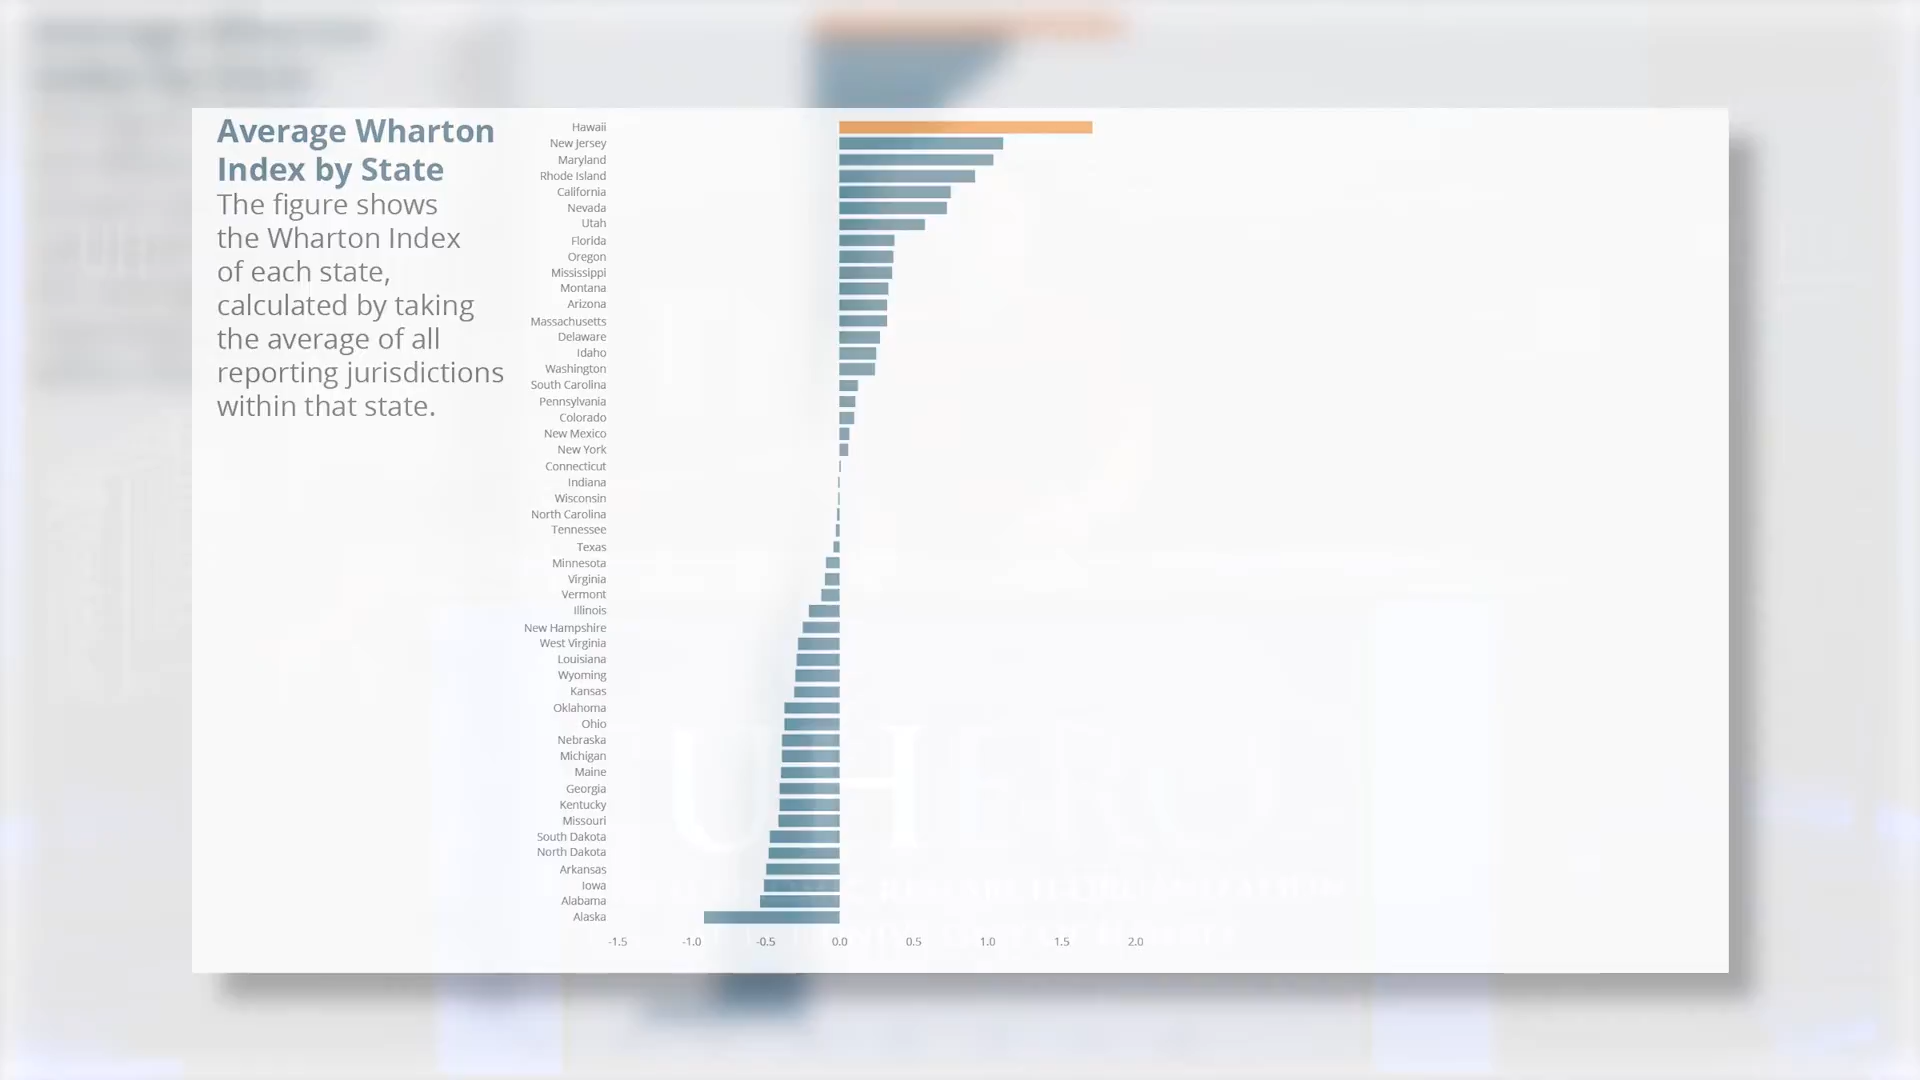 Average Wharton
Index by State
The figure shows
the Wharton Index
of each state,
calculated by taking
the average of all
reporting jurisdictions
within that state.
Hawaii
New Jersey
Maryland
Rhode Island
California
Nevada
Utah
Florida
Oregon
Mississippi
Montana
Arizona
Massachusetts
Delaware
Idaho
Washington
South Carolina
Pennsylvania
Colorado
New Mexico
New York
Connecticut
Indiana
Wisconsin
North Carolina
Tennessee
Texas
Minnesota
Virginia
Vermont
Illinois
New Hampshire
West Virginia
Louisiana
Wyoming
Kansas
Oklahoma
Ohio
Nebraska
Michigan
Maine
Georgia
Kentucky
Missouri
South Dakota
North Dakota
Arkansas
Iowa
Alabama
Alaska
-1.5 -1.0 -0.5 0.0 0.5 1.0 1.5 2.0
UHERO